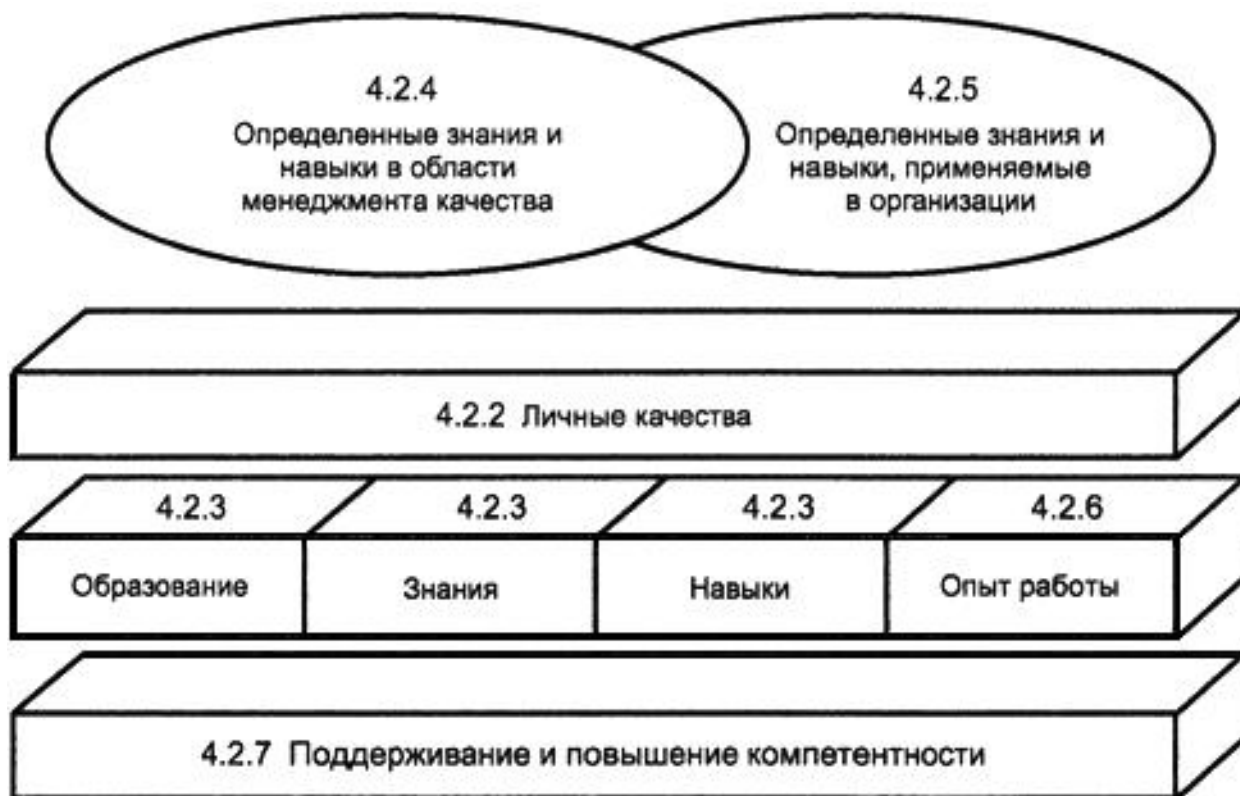 4.2.4
Определенные знания и
навыки в области
менеджмента качества
4.2.5
Определенные знания и
навыки, применяемые
в организации
4.2.2 Личные качества
4.2.3
4.2.3
4.2.3
4.2.6
Образование
Знания
Навыки
Опыт работы
4.2.7 Поддерживание и повышение компетентности